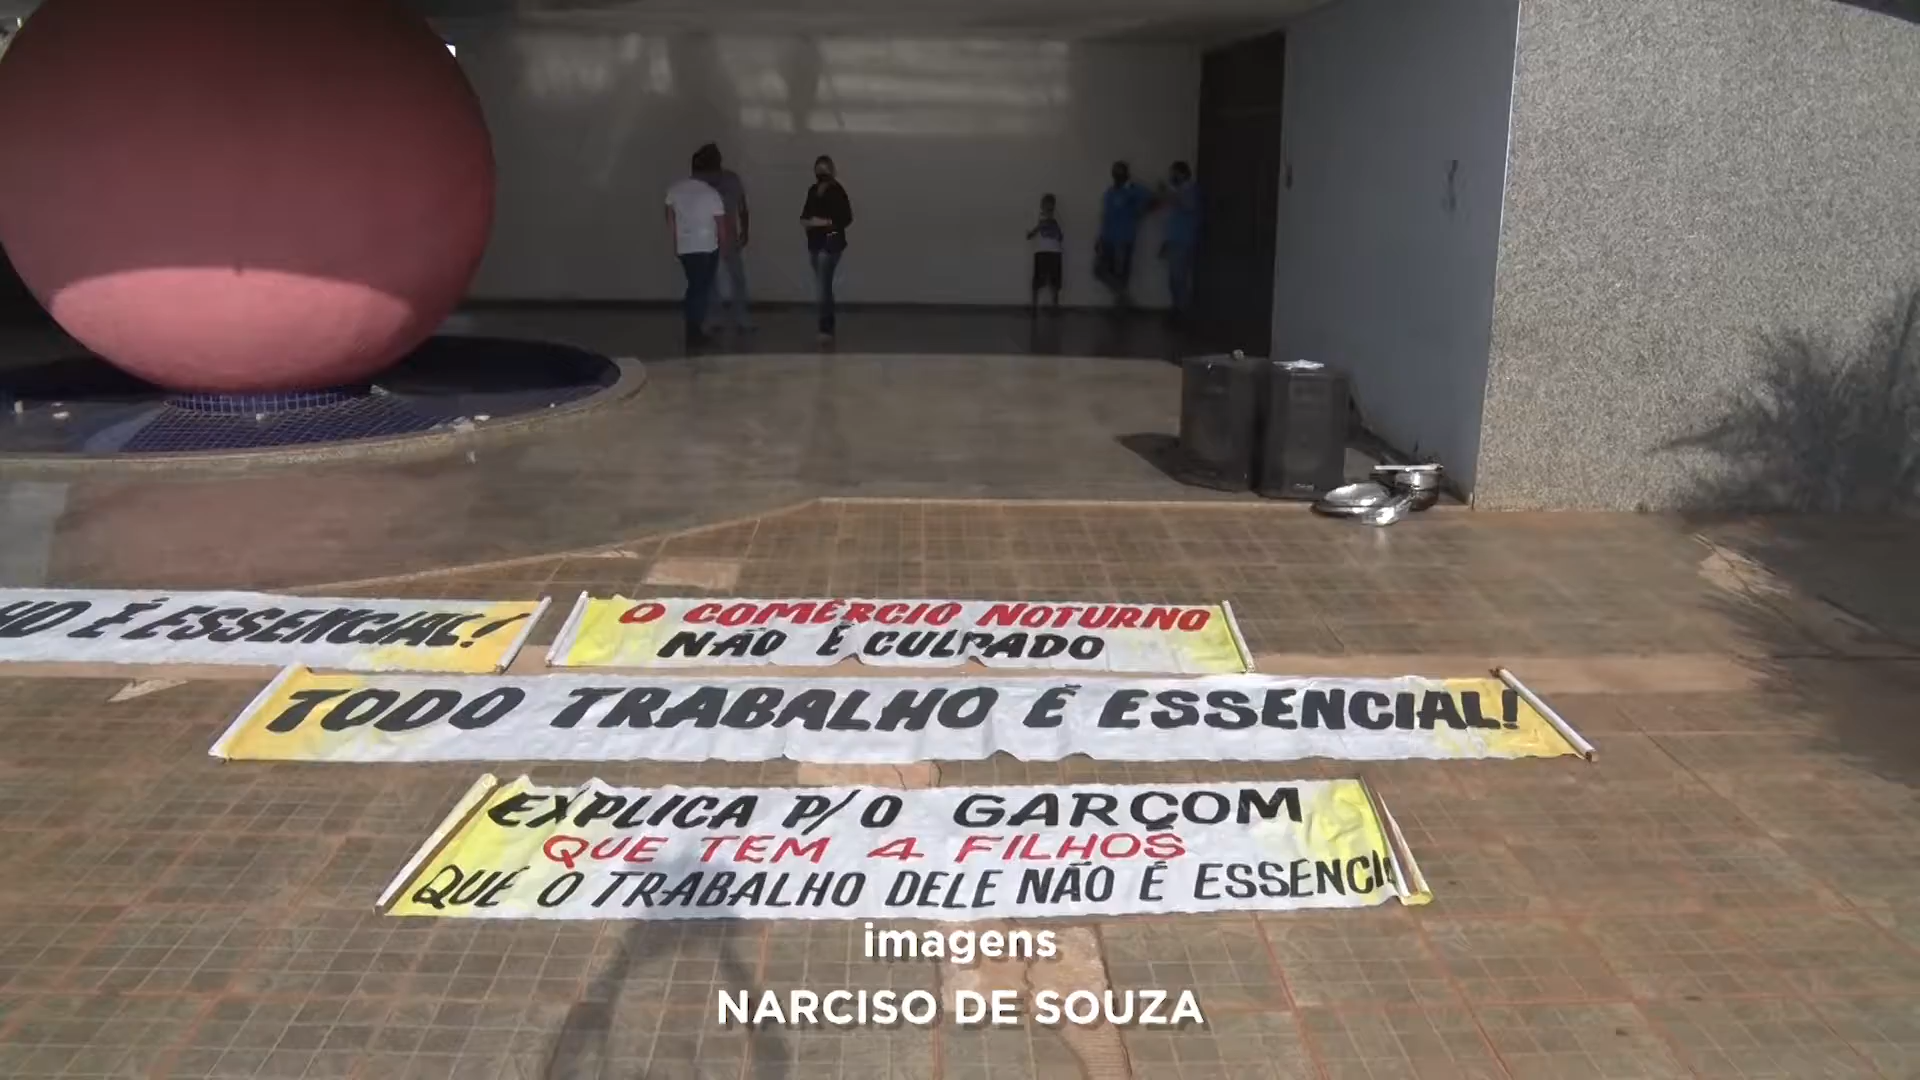 É ESSENCIAL!
O COMÉRCIO NOTURNO
NÃO É CULPADO
TODO TRABALHO É ESSENCIAL!
EXPLICA P/O GARÇOM
QUE TEM 4 FILHOS
QUE O TRABALHO DELE NÃO É
imagens
NARCISO DE SOUZA